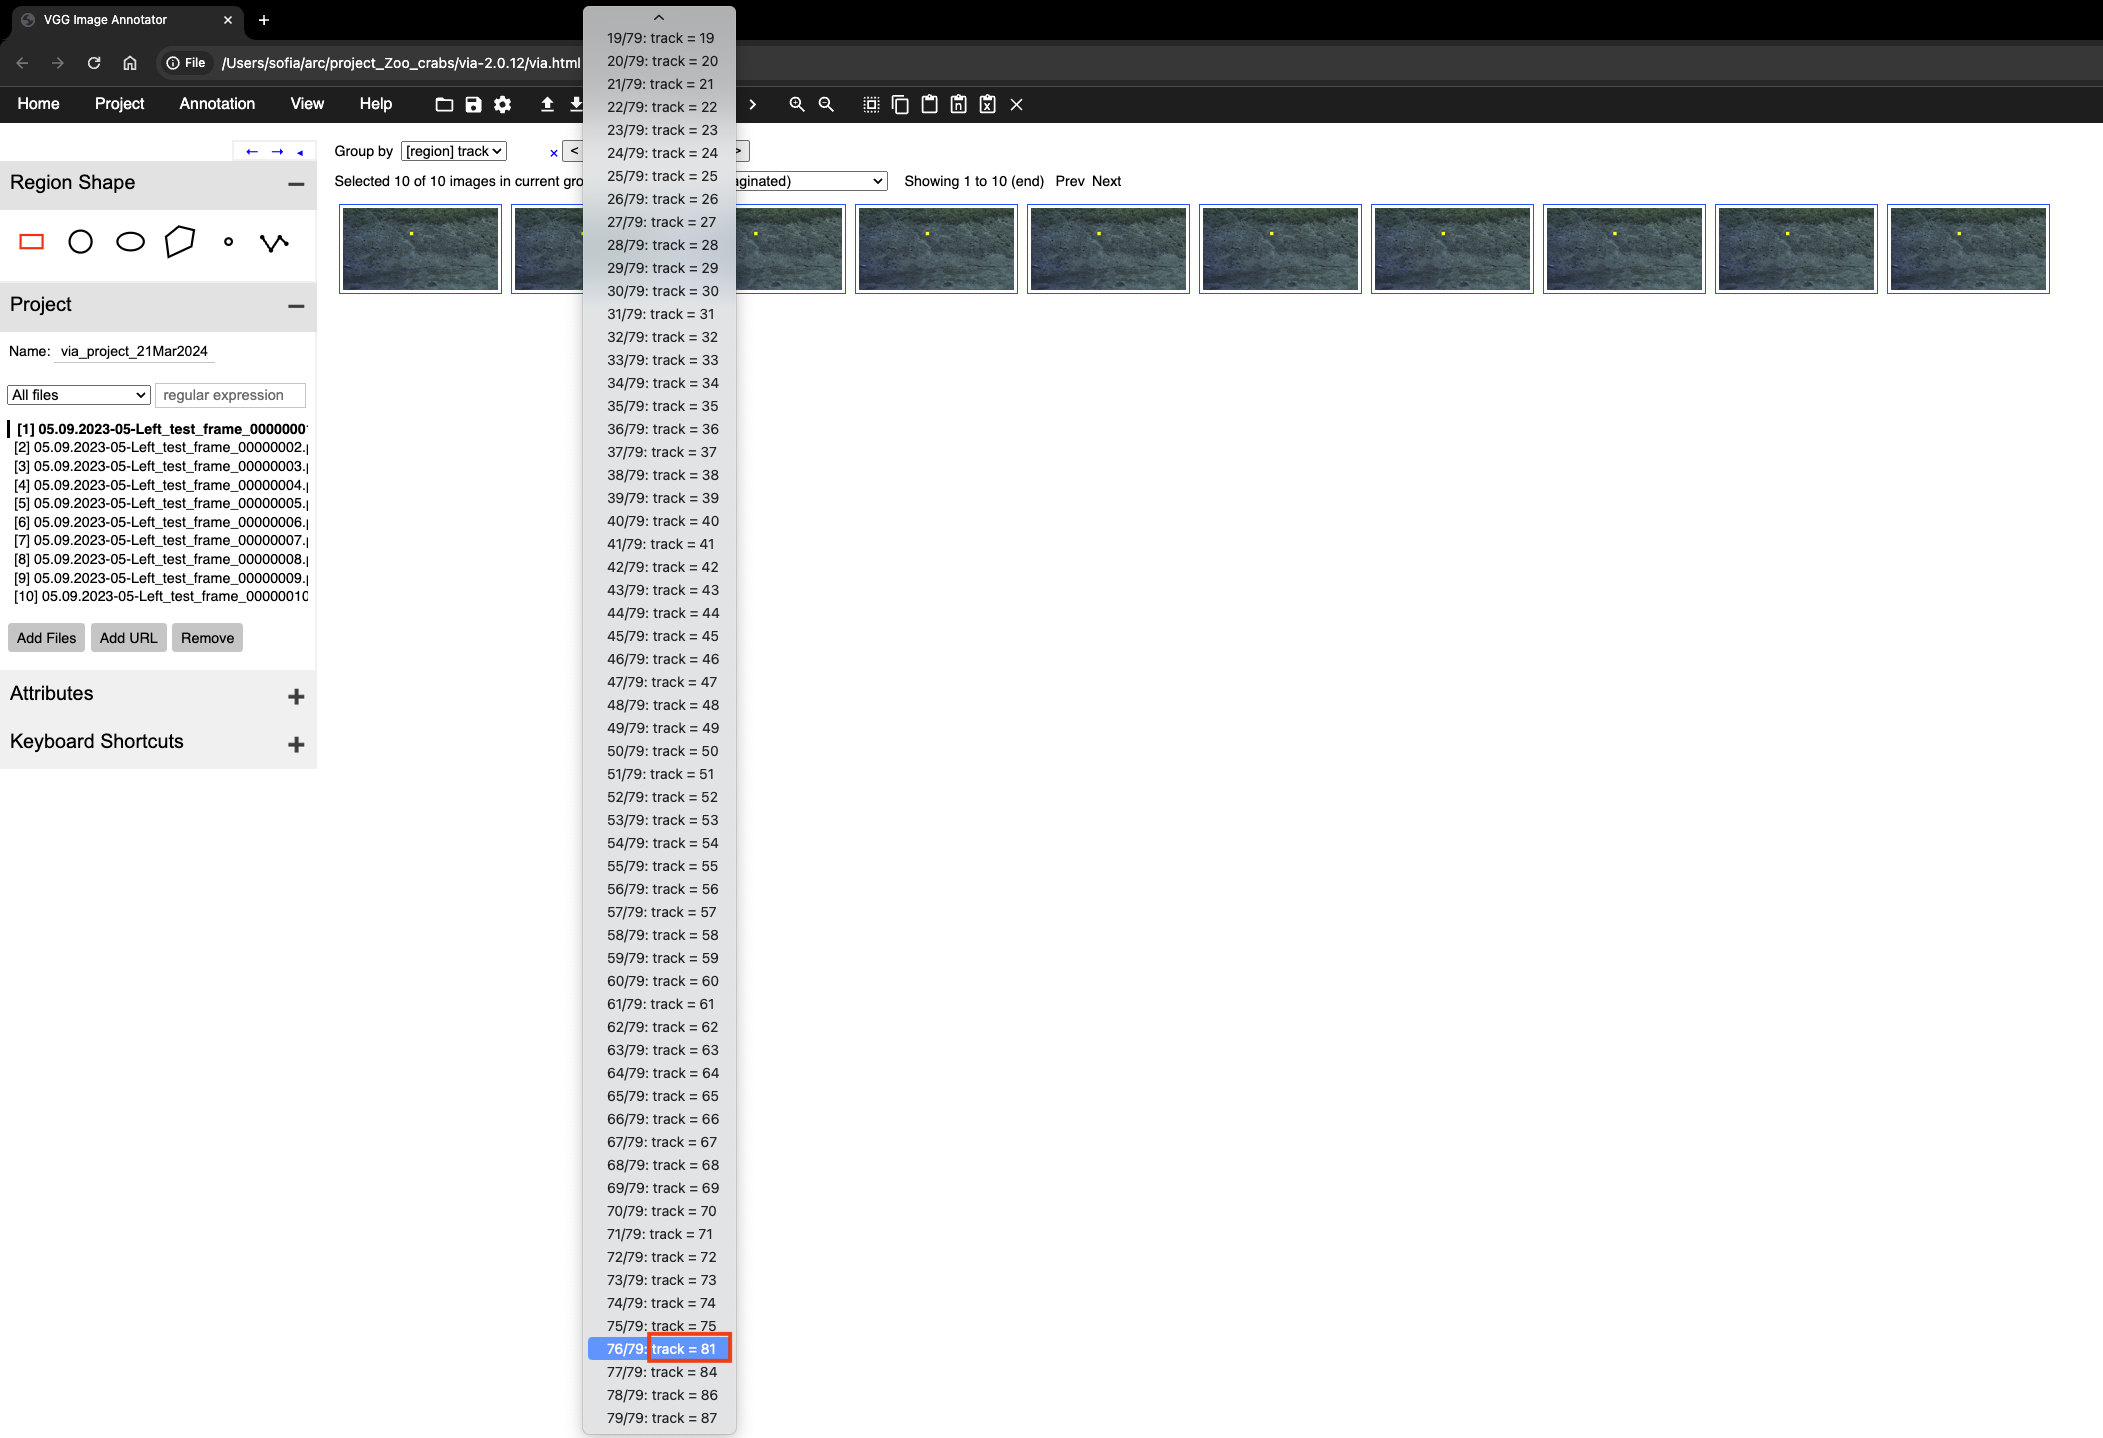 VGG Image Annotator
File /Users/sofia/arc/project_Zoo_crabs/via-2.0.12/via.html
Home Project Annotation View Help
Group by [region] track × < >
Selected 10 of 10 images in current gro aginated) Showing 1 to 10 (end) Prev Next
Region Shape
Project
Name: via_project_21Mar2024
All files regular expression
[1] 05.09.2023-05-Left_test_frame_0000000
[2] 05.09.2023-05-Left_test_frame_00000002.
[3] 05.09.2023-05-Left_test_frame_00000003.
[4] 05.09.2023-05-Left_test_frame_00000004.
[5] 05.09.2023-05-Left_test_frame_00000005.
[6] 05.09.2023-05-Left_test_frame_00000006.
[7] 05.09.2023-05-Left_test_frame_00000007.
[8] 05.09.2023-05-Left_test_frame_00000008.
[9] 05.09.2023-05-Left_test_frame_00000009.
[10] 05.09.2023-05-Left_test_frame_00000010
Add Files Add URL Remove
Attributes
Keyboard Shortcuts
19/79: track = 19
20/79: track = 20
21/79: track = 21
22/79: track = 22
23/79: track = 23
24/79: track = 24
25/79: track = 25
26/79: track = 26
27/79: track = 27
28/79: track = 28
29/79: track = 29
30/79: track = 30
31/79: track = 31
32/79: track = 32
33/79: track = 33
34/79: track = 34
35/79: track = 35
36/79: track = 36
37/79: track = 37
38/79: track = 38
39/79: track = 39
40/79: track = 40
41/79: track = 41
42/79: track = 42
43/79: track = 43
44/79: track = 44
45/79: track = 45
46/79: track = 46
47/79: track = 47
48/79: track = 48
49/79: track = 49
50/79: track = 50
51/79: track = 51
52/79: track = 52
53/79: track = 53
54/79: track = 54
55/79: track = 55
56/79: track = 56
57/79: track = 57
58/79: track = 58
59/79: track = 59
60/79: track = 60
61/79: track = 61
62/79: track = 62
63/79: track = 63
64/79: track = 64
65/79: track = 65
66/79: track = 66
67/79: track = 67
68/79: track = 68
69/79: track = 69
70/79: track = 70
71/79: track = 71
72/79: track = 72
73/79: track = 73
74/79: track = 74
75/79: track = 75
76/79: track = 81
77/79: track = 84
78/79: track = 86
79/79: track = 87